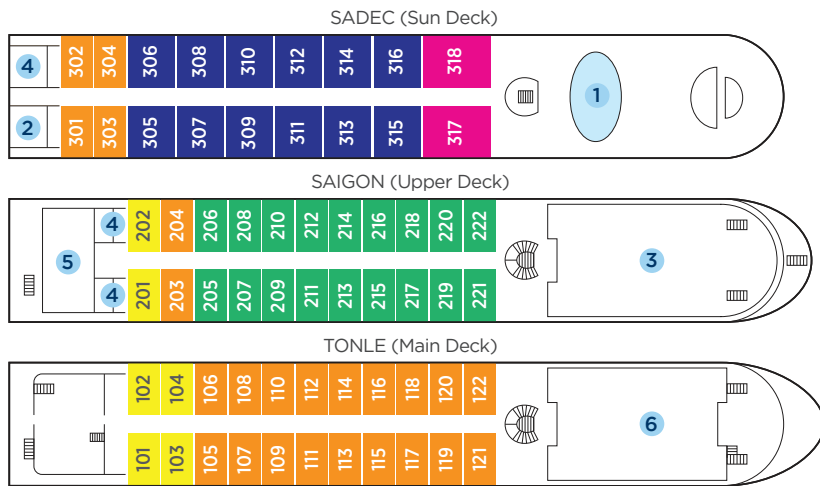 SADEC (Sun Deck)
4 302 304 306 308 310 312 314 316 318
1
2 301 303 305 307 309 311 313 315 317
SAIGON (Upper Deck)
4 202 204 206 208 210 212 214 216 218 220 222
5 3
4 201 203 205 207 209 211 213 215 217 219 221
TONLE (Main Deck)
102 104 106 108 110 112 114 116 118 120 122
6
101 103 105 107 109 111 113 115 117 119 121